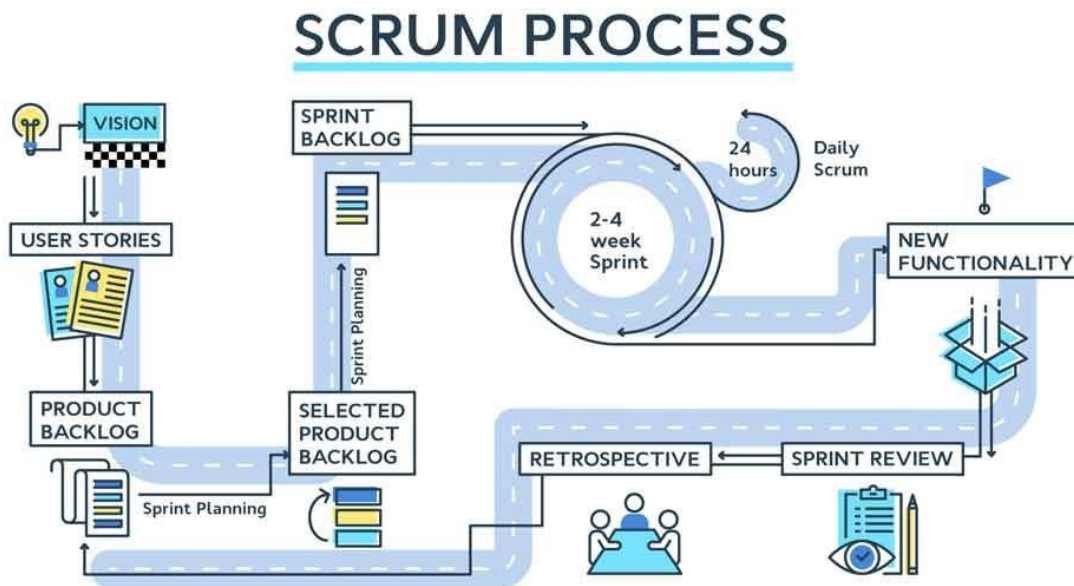 SCRUM PROCESS
VISION
USER STORIES
PRODUCT
BACKLOG
Sprint Planning
SELECTED
PRODUCT
BACKLOG
Sprint Planning
SPRINT
BACKLOG
2-4
week
Sprint
24
hours
Daily
Scrum
NEW
FUNCTIONALITY
SPRINT REVIEW
RETROSPECTIVE